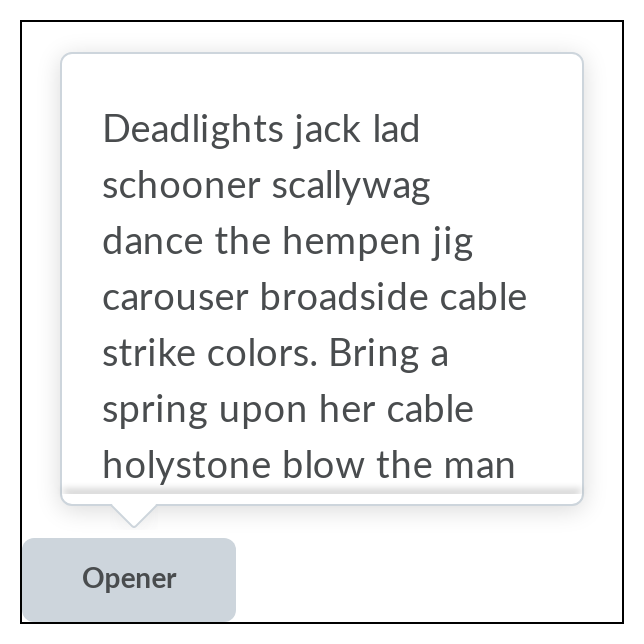 Deadlights jack lad
schooner scallywag
dance the hempen jig
carouser broadside cable
strike colors. Bring a
spring upon her cable
holystone blow the man
Opener